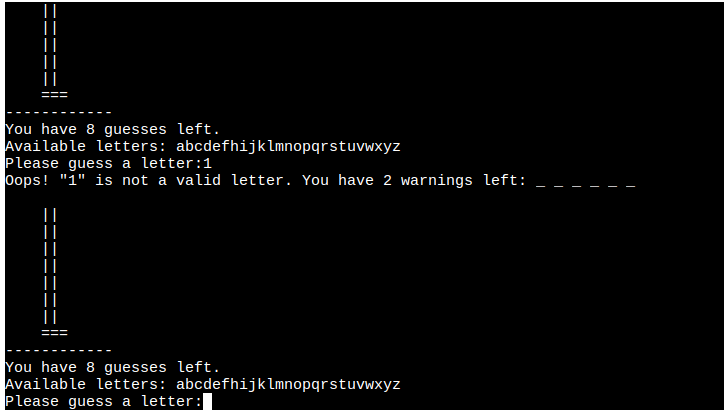 ||
    ||
    ||
    ||
    ||
    ===
------------
You have 8 guesses left.
Available letters: abcdefhijklmnopqrstuvwxyz
Please guess a letter:1
Oops! "1" is not a valid letter. You have 2 warnings left: _ _ _ _ _ _
    ||
    ||
    ||
    ||
    ||
    ||
    ||
    ===
------------
You have 8 guesses left.
Available letters: abcdefhijklmnopqrstuvwxyz
Please guess a letter: